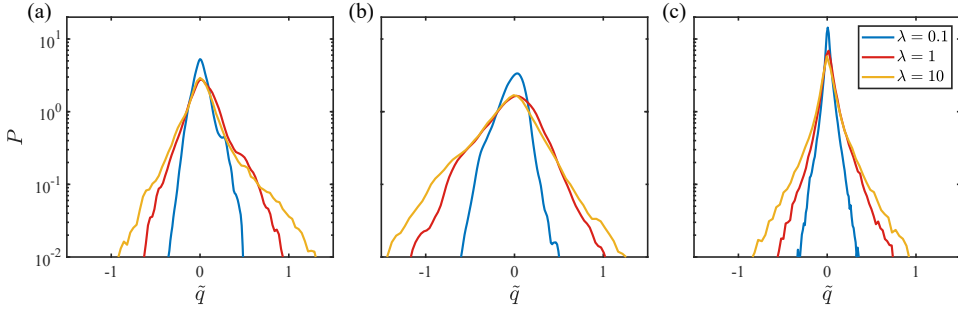 (a)
(b)
(c)
P
10^1
10^0
10^{-1}
10^{-2}
-1 0 1
-1 0 1
-1 0 1
q̃
q̃
q̃
λ = 0.1
λ = 1
λ = 10